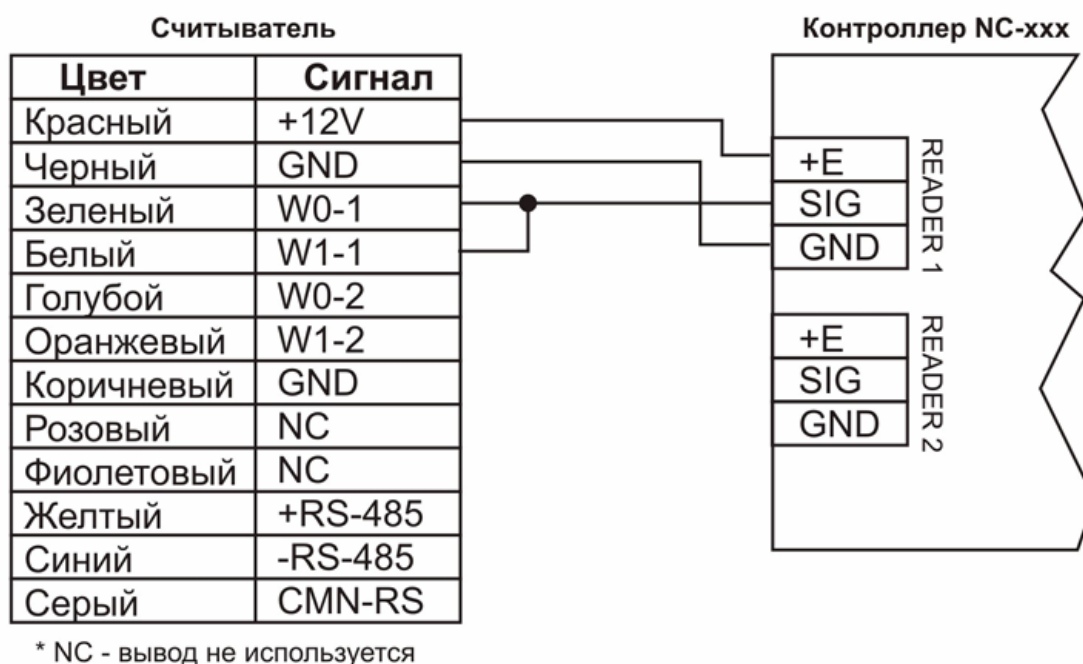 Считыватель
Цвет Сигнал
Красный +12V
Черный GND
Зеленый W0-1
Белый W1-1
Голубой W0-2
Оранжевый W1-2
Коричневый GND
Розовый NC
Фиолетовый NC
Желтый +RS-485
Синий -RS-485
Серый CMN-RS
* NC - вывод не используется
Контроллер NC-xxx
+E
SIG
GND
READER 1
+E
SIG
GND
READER 2